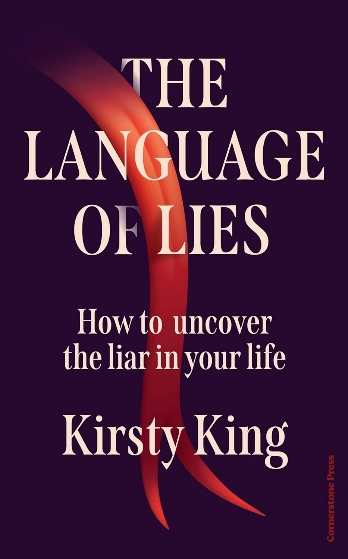 THE
LANGUAGE
OF LIES
How to uncover
the liar in your life
Kirsty King
Cornerstone Press